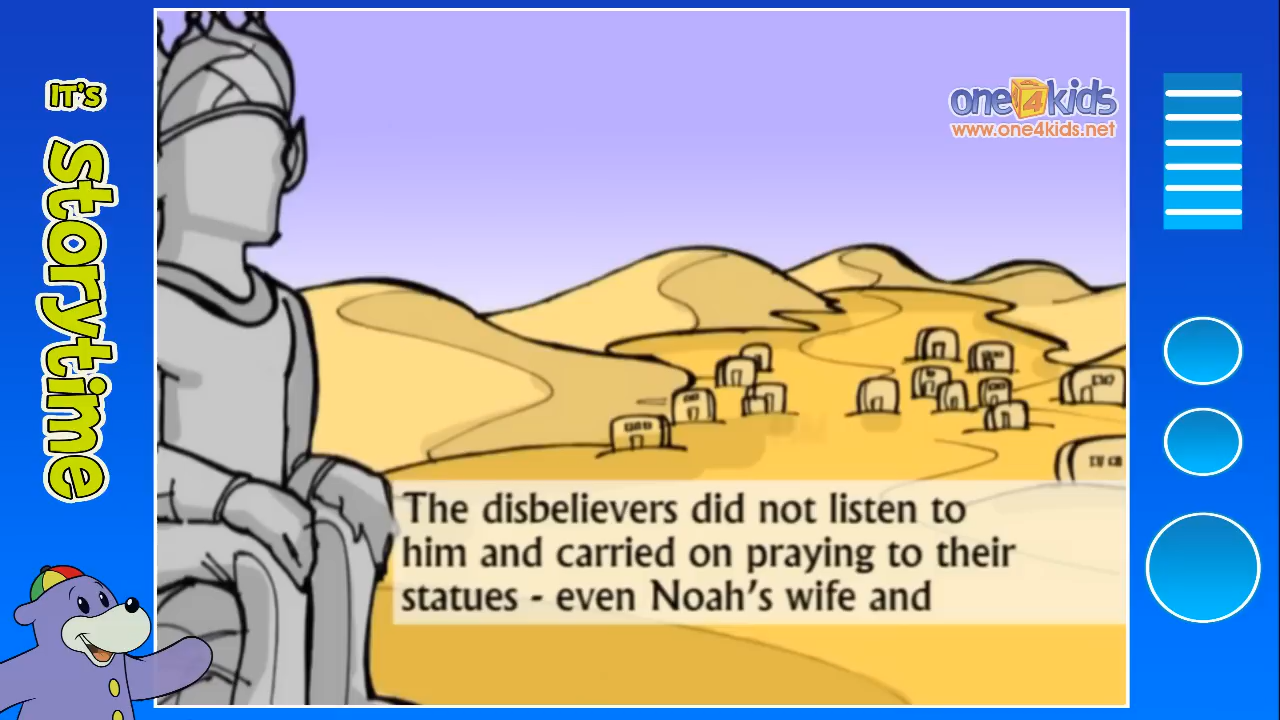 IT's
Storytime
one4kids
www.one4kids.net
The disbelievers did not listen to
him and carried on praying to their
statues - even Noah's wife and